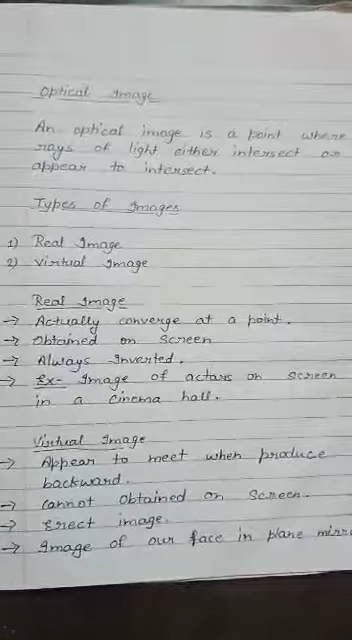 Optical Image
An optical image is a point where
rays of light either intersect or
appear to intersect.
Types of Images
1) Real Image
2) Virtual Image
Real Image
→ Actually converge at a point.
→ Obtained on Screen
→ Always Inverted.
→ Ex- Image of actars on screen
in a cinema hall.
Virtual Image
→ Appear to meet when produce
backward.
→ Cannot obtained on Screen.
→ Erect image.
→ Image of our face in plane mirro